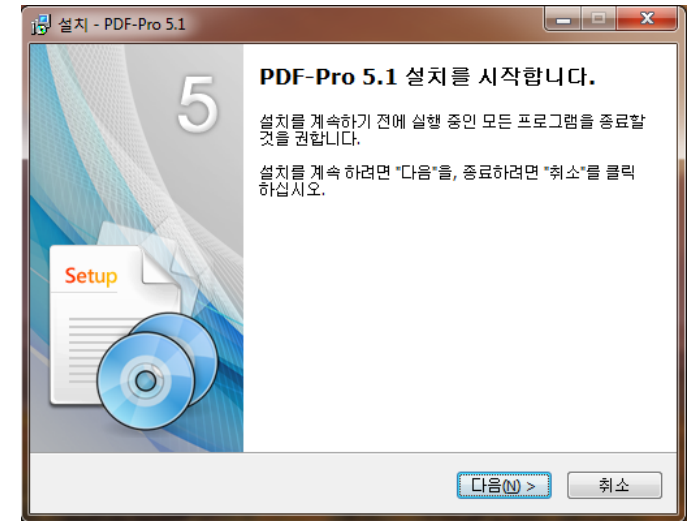 설치 - PDF-Pro 5.1
5
PDF-Pro 5.1 설치를 시작합니다.
설치를 계속하기 전에 실행 중인 모든 프로그램을 종료할
것을 권합니다.
설치를 계속 하려면 "다음"을, 종료하려면 "취소"를 클릭
하십시오.
Setup
다음(N) >
취소